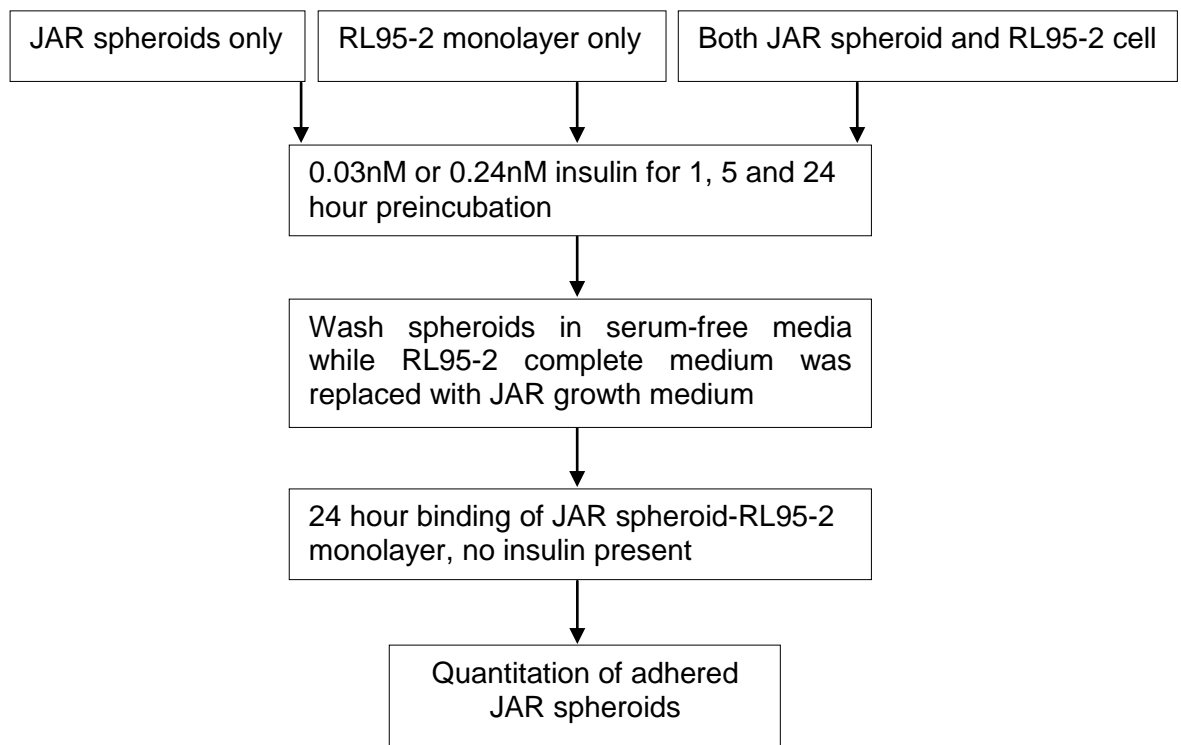 JAR spheroids only
RL95-2 monolayer only
Both JAR spheroid and RL95-2 cell
0.03nM or 0.24nM insulin for 1, 5 and 24
hour preincubation
Wash spheroids in serum-free media
while RL95-2 complete medium was
replaced with JAR growth medium
24 hour binding of JAR spheroid-RL95-2
monolayer, no insulin present
Quantitation of adhered
JAR spheroids